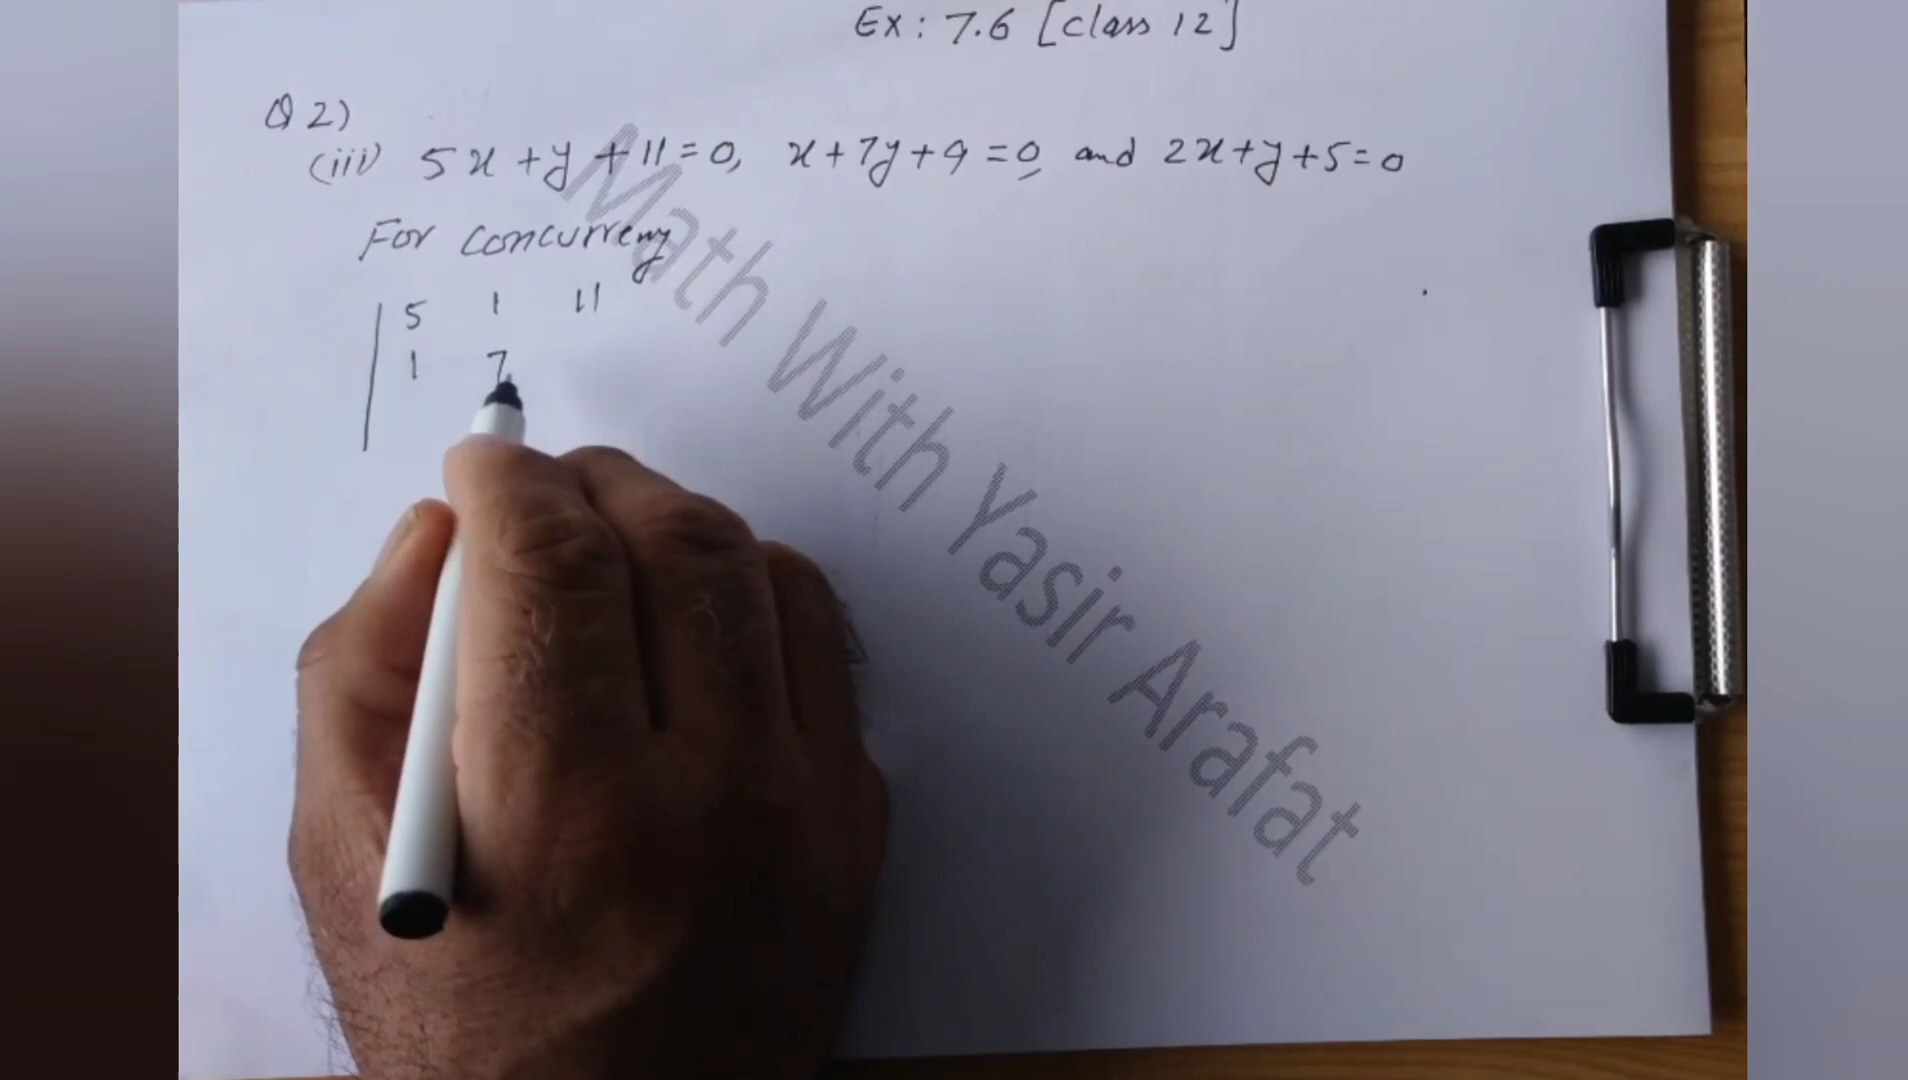 Ex: 7.6 [class 12]
Q 2)
(iii) 5x+y+11=0, x+7y+9=0, and 2x+y+5=0
For concurreny
| 5 1 11
1 7
Math With Yasir Arafat